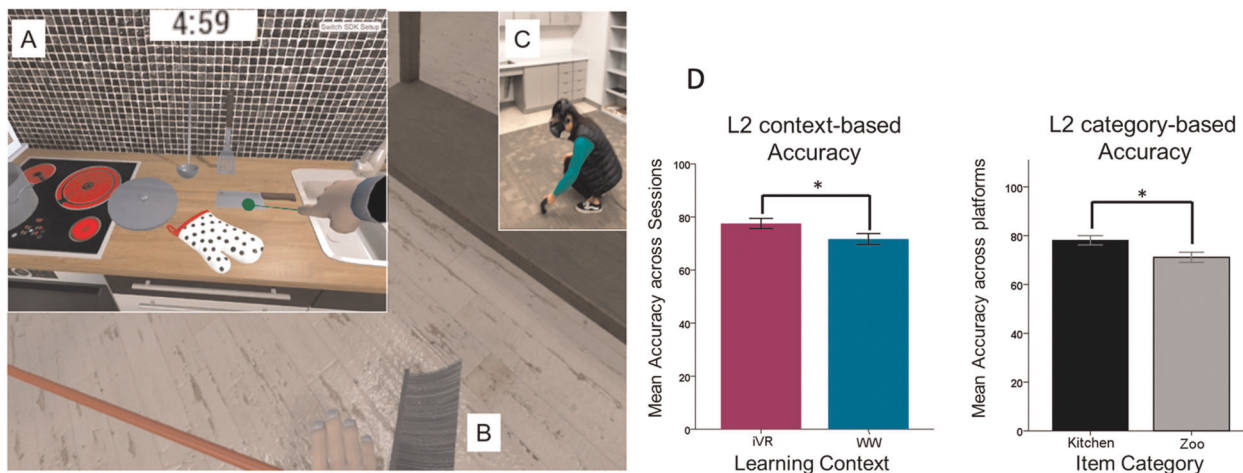 A
4:59
Switch SDK Setup
C
B
D
L2 context-based
Accuracy
Mean Accuracy across Sessions
100
80
60
40
20
0
*
iVR
WW
Learning Context
L2 category-based
Accuracy
Mean Accuracy across platforms
100
80
60
40
20
0
*
Kitchen
Zoo
Item Category